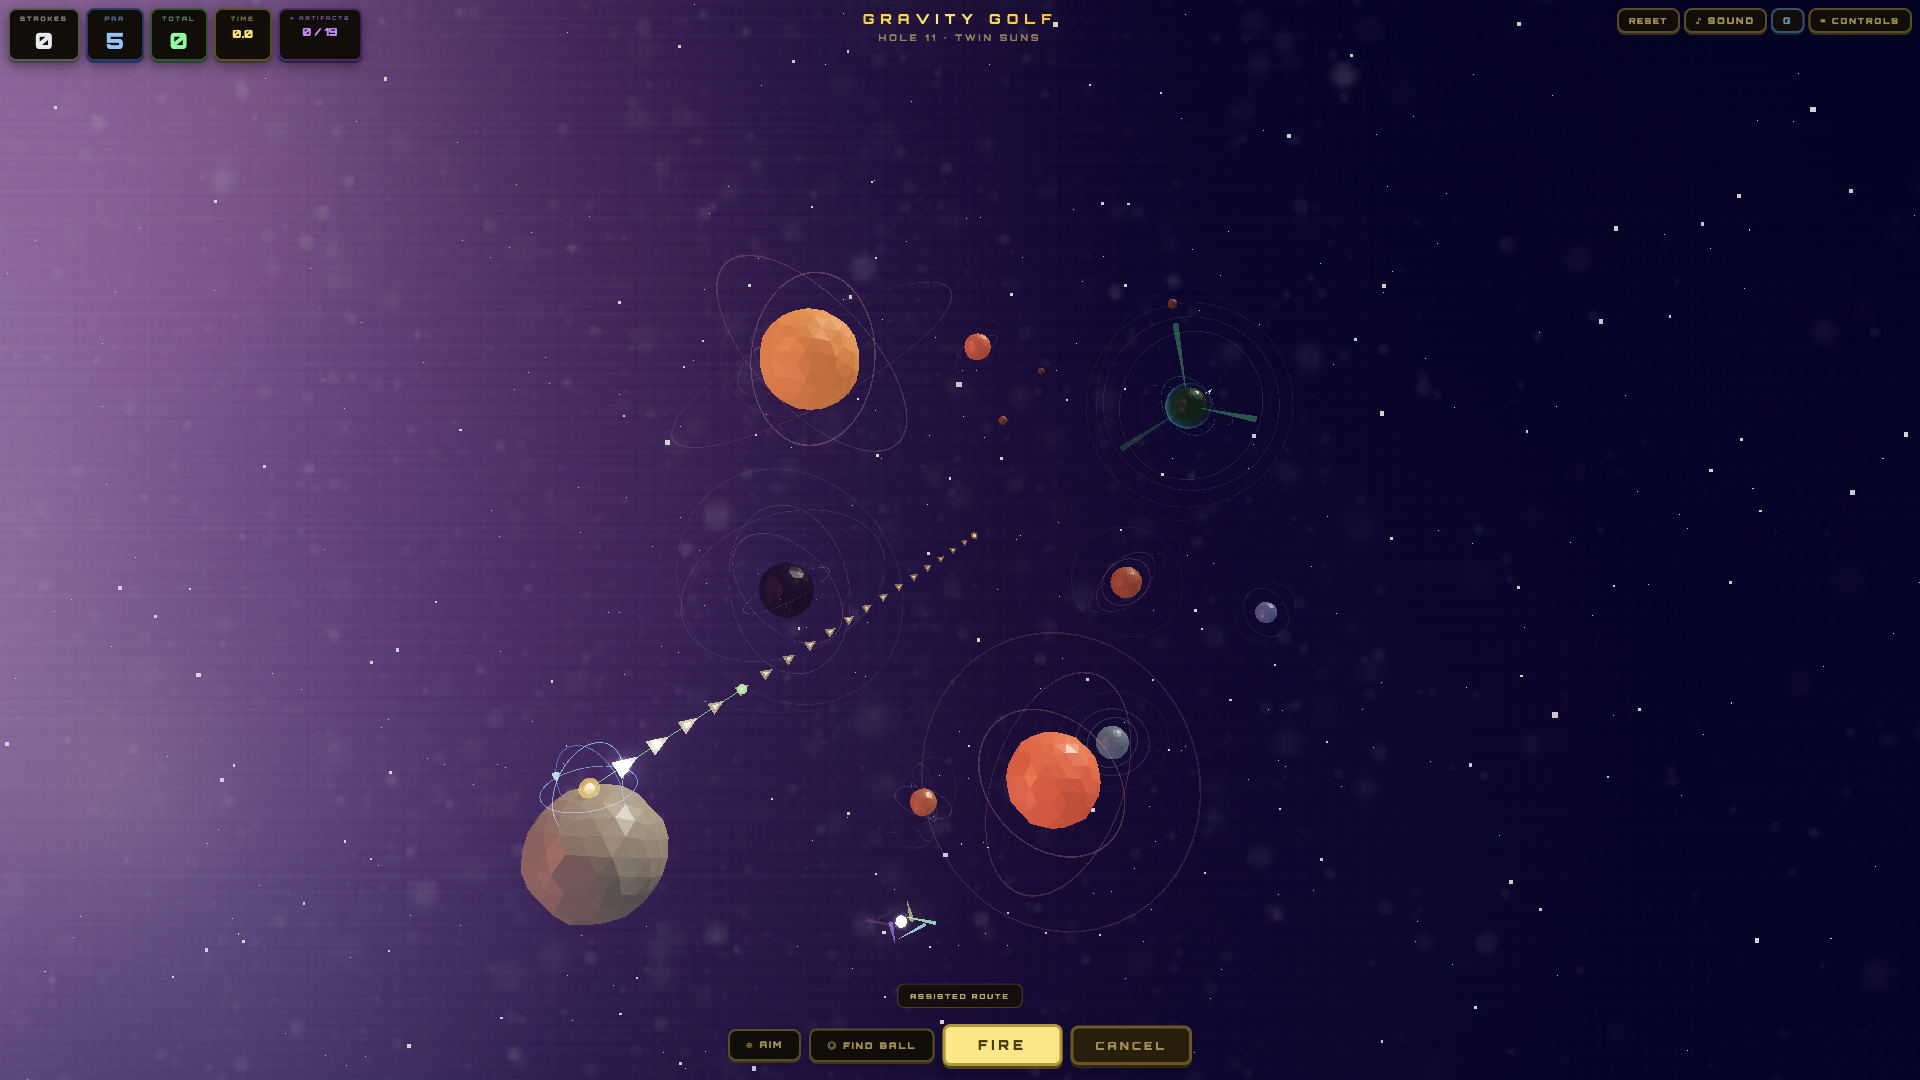 STROKES
0
PAR
5
TOTAL
0
TIME
0.0
✦ ARTIFACTS
0 / 19
GRAVITY GOLF
HOLE 11 · TWIN SUNS
RESET
♪ SOUND
G
CONTROLS
ASSISTED ROUTE
AIM
FIND BALL
FIRE
CANCEL